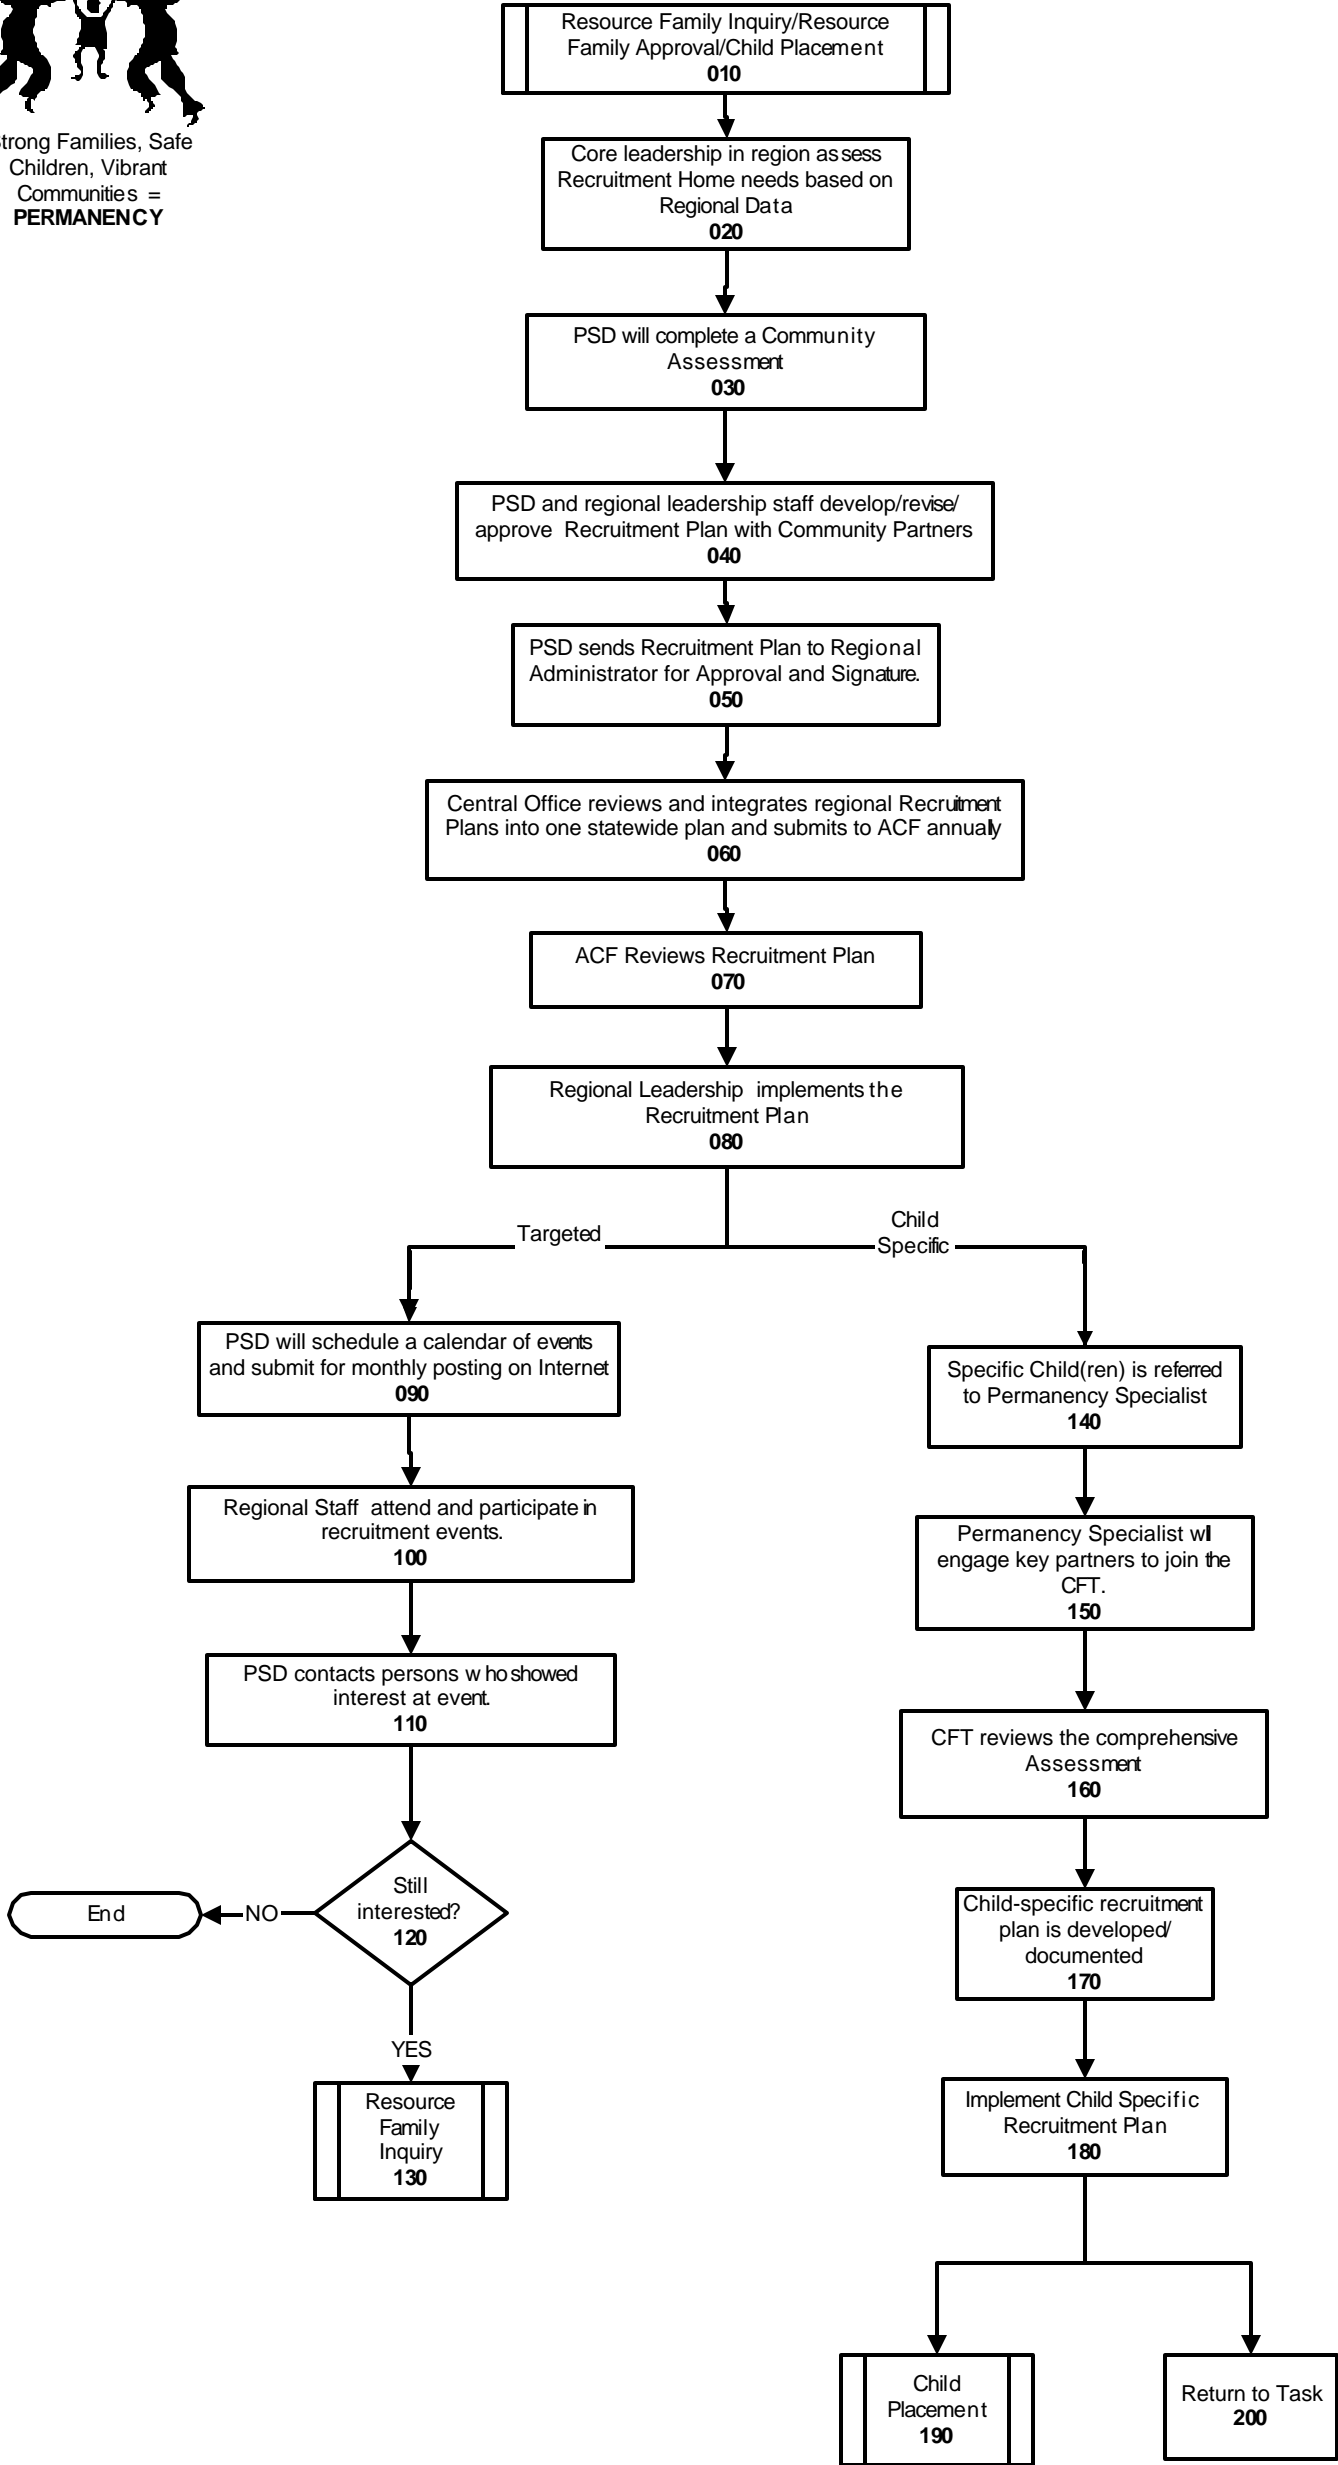 trong Families, Safe
Children, Vibrant
Communities =
PERMANENCY
Resource Family Inquiry/Resource
Family Approval/Child Placement
010
Core leadership in region assess
Recruitment Home needs based on
Regional Data
020
PSD will complete a Community
Assessment
030
PSD and regional leadership staff develop/revise/
approve Recruitment Plan with Community Partners
040
PSD sends Recruitment Plan to Regional
Administrator for Approval and Signature.
050
Central Office reviews and integrates regional Recruitment
Plans into one statewide plan and submits to ACF annually
060
ACF Reviews Recruitment Plan
070
Regional Leadership implements the
Recruitment Plan
080
Targeted
Child
Specific
PSD will schedule a calendar of events
and submit for monthly posting on Internet
090
Regional Staff attend and participate in
recruitment events.
100
PSD contacts persons who showed
interest at event.
110
Still
interested?
120
NO
End
YES
Resource
Family
Inquiry
130
Specific Child(ren) is referred
to Permanency Specialist
140
Permanency Specialist will
engage key partners to join the
CFT.
150
CFT reviews the comprehensive
Assessment
160
Child-specific recruitment
plan is developed/
documented
170
Implement Child Specific
Recruitment Plan
180
Child
Placement
190
Return to Task
200